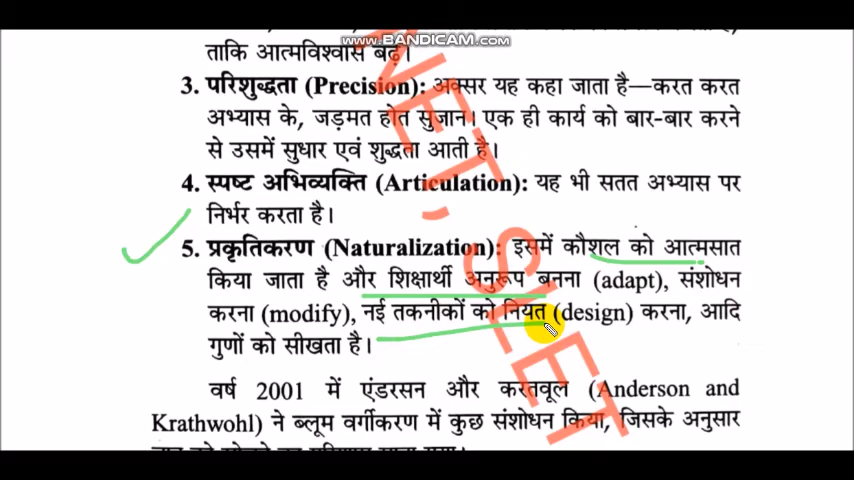 www.BANDICAM.com
ताकि आत्मविश्वास बढ़े।
3. परिशुद्धता (Precision): अक्सर यह कहा जाता है—करत करत
अभ्यास के, जड़मत होत सुजान। एक ही कार्य को बार-बार करने
से उसमें सुधार एवं शुद्धता आती है।
4. स्पष्ट अभिव्यक्ति (Articulation): यह भी सतत अभ्यास पर
निर्भर करता है।
5. प्रकृतिकरण (Naturalization): इसमें कौशल को आत्मसात
किया जाता है और शिक्षार्थी अनुरूप बनना (adapt), संशोधन
करना (modify), नई तकनीकों को नियत (design) करना, आदि
गुणों को सीखता है।
वर्ष 2001 में एंडरसन और करतवूल (Anderson and
Krathwohl) ने ब्लूम वर्गीकरण में कुछ संशोधन किया, जिसके अनुसार
NET, SLET